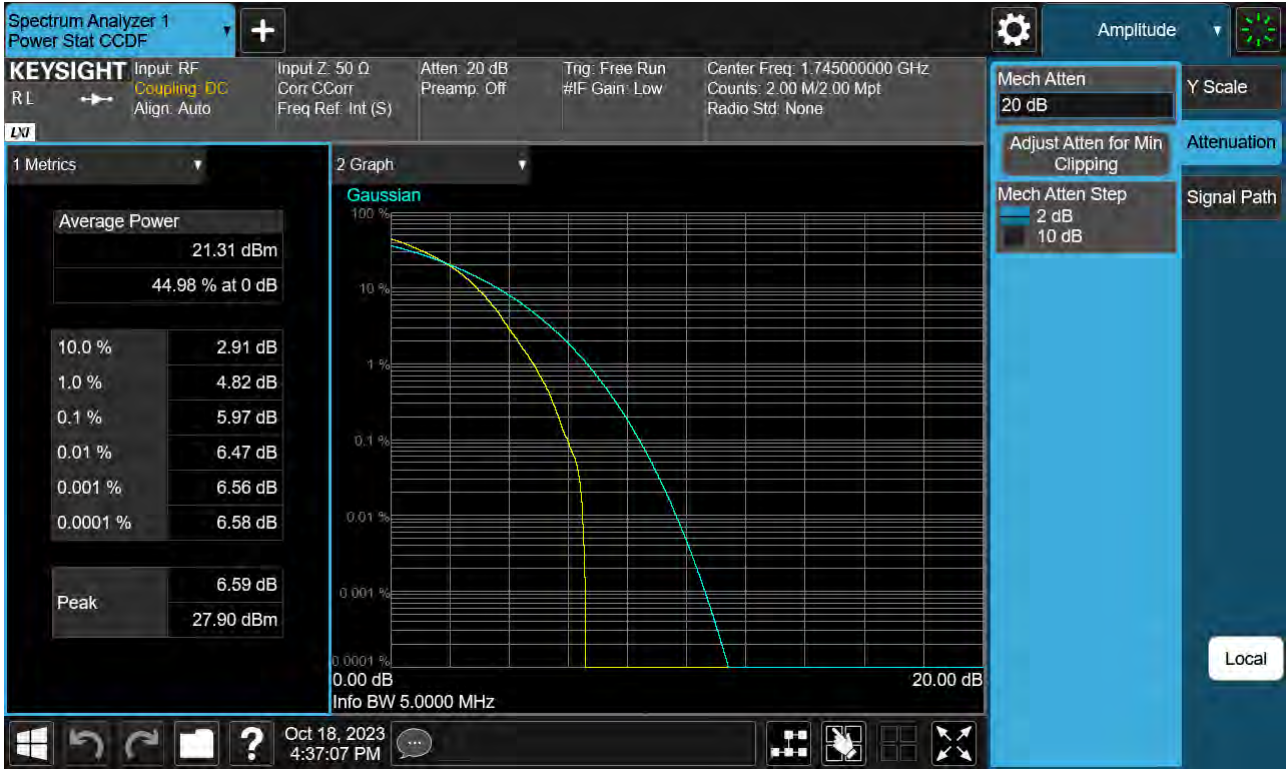 Spectrum Analyzer 1
Power Stat CCDF
+
Amplitude
KEYSIGHT
R L
LXI
Input: RF
Coupling: DC
Align: Auto
Input Z: 50 Ω
Corr CCorr
Freq Ref: Int (S)
Atten: 20 dB
Preamp: Off
Trig: Free Run
#IF Gain: Low
Center Freq: 1.745000000 GHz
Counts: 2.00 M/2.00 Mpt
Radio Std: None
Mech Atten
20 dB
Adjust Atten for Min
Clipping
Mech Atten Step
2 dB
10 dB
Y Scale
Attenuation
Signal Path
Local
1 Metrics
Average Power
21.31 dBm
44.98 % at 0 dB
10.0 % 2.91 dB
1.0 % 4.82 dB
0.1 % 5.97 dB
0.01 % 6.47 dB
0.001 % 6.56 dB
0.0001 % 6.58 dB
Peak
6.59 dB
27.90 dBm
2 Graph
Gaussian
100 %
10 %
1 %
0.1 %
0.01 %
0.001 %
0.0001 %
0.00 dB 20.00 dB
Info BW 5.0000 MHz
?
Oct 18, 2023
4:37:07 PM